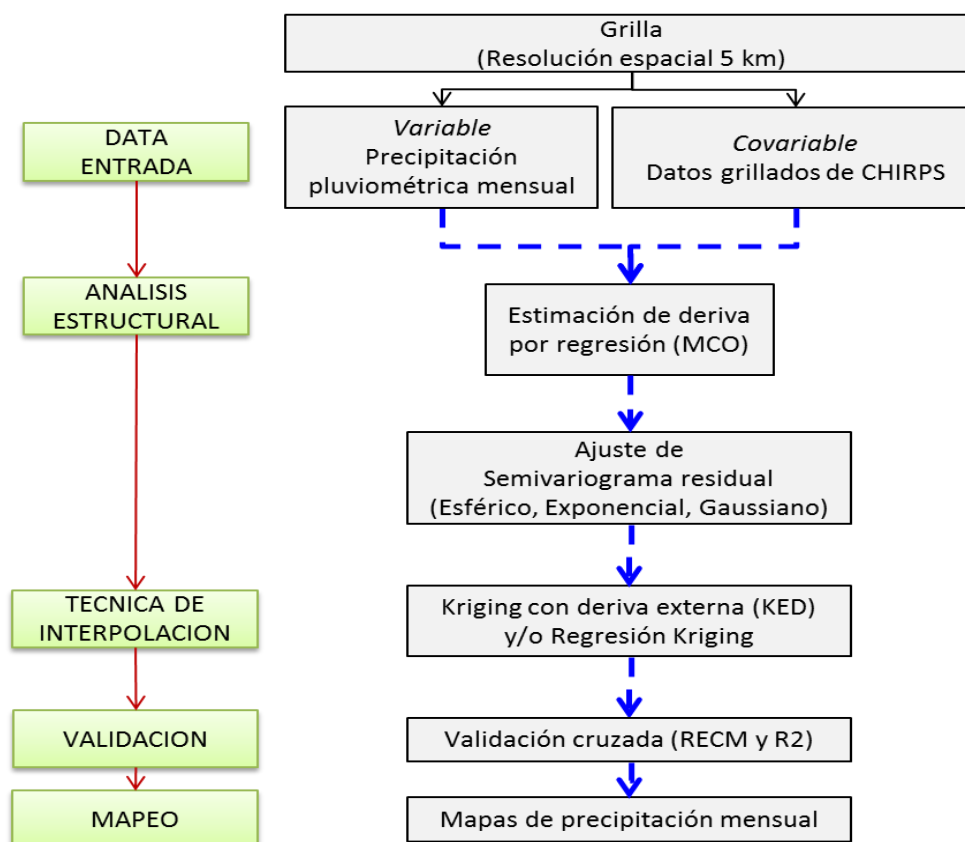 Grilla
(Resolución espacial 5 km)
DATA
ENTRADA
Variable
Precipitación
pluviométrica mensual
Covariable
Datos grillados de CHIRPS
ANALISIS
ESTRUCTURAL
Estimación de deriva
por regresión (MCO)
Ajuste de
Semivariograma residual
(Esférico, Exponencial, Gaussiano)
TECNICA DE
INTERPOLACION
Kriging con deriva externa (KED)
y/o Regresión Kriging
VALIDACION
Validación cruzada (RECM y R2)
MAPEO
Mapas de precipitación mensual